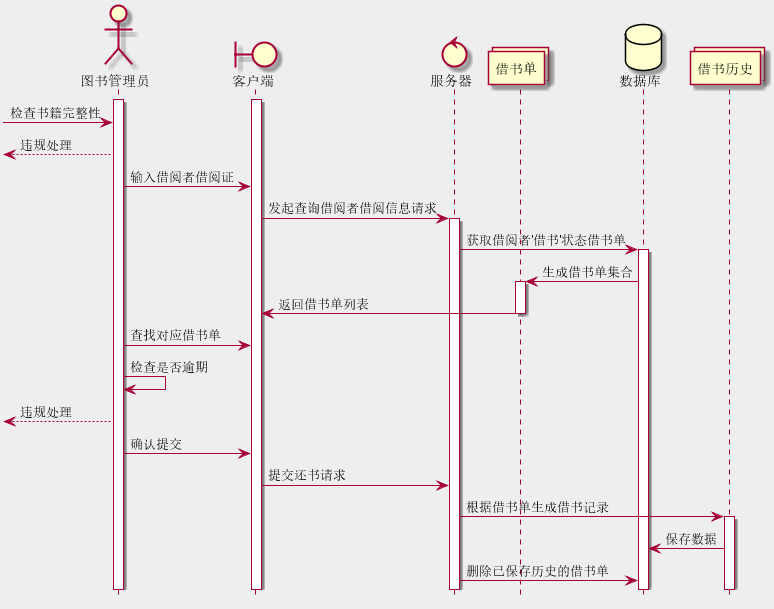 图书管理员
客户端
服务器
借书单
数据库
借书历史
检查书籍完整性
违规处理
输入借阅者借阅证
发起查询借阅者借阅信息请求
获取借阅者'借书'状态借书单
生成借书单集合
返回借书单列表
查找对应借书单
检查是否逾期
违规处理
确认提交
提交还书请求
根据借书单生成借书记录
保存数据
删除已保存历史的借书单